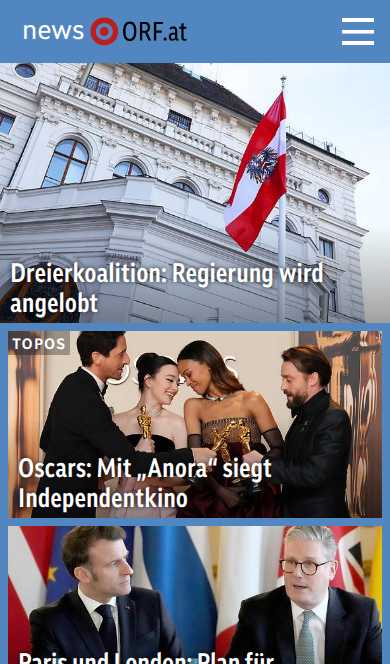 news ORF.at
Dreierkoalition: Regierung wird
angelobt
TOPOS
Oscars: Mit „Anora“ siegt
Independentkino
Paris und London: Plan für